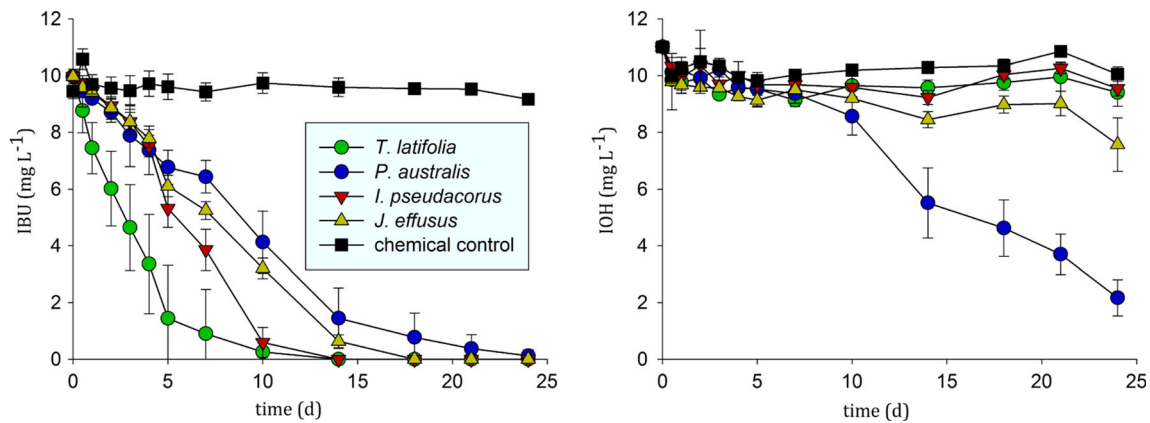 12
10
8
6
4
2
0
IBU (mg L-1)
T. latifolia
P. australis
I. pseudacorus
J. effusus
chemical control
0 5 10 15 20 25
time (d)
12
10
8
6
4
2
0
IOH (mg L-1)
0 5 10 15 20 25
time (d)